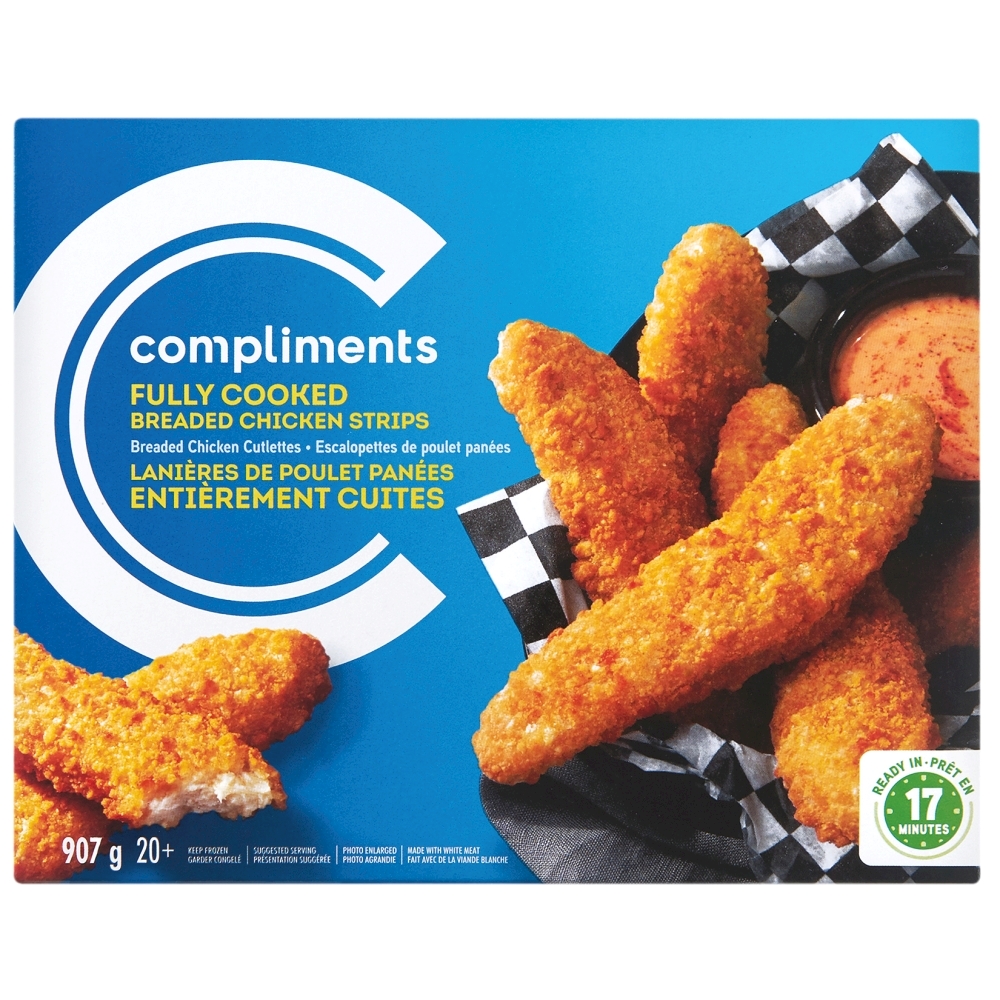 compliments
FULLY COOKED
BREADED CHICKEN STRIPS
Breaded Chicken Cutlettes • Escalopettes de poulet panées
LANIÈRES DE POULET PANÉES
ENTIÈREMENT CUITES
READY IN • PRÊT EN
17
• MINUTES •
907 g 20+
KEEP FROZEN
GARDER CONGELÉ
SUGGESTED SERVING
PRÉSENTATION SUGGÉRÉE
PHOTO ENLARGED
PHOTO AGRANDIE
MADE WITH WHITE MEAT
FAIT AVEC DE LA VIANDE BLANCHE